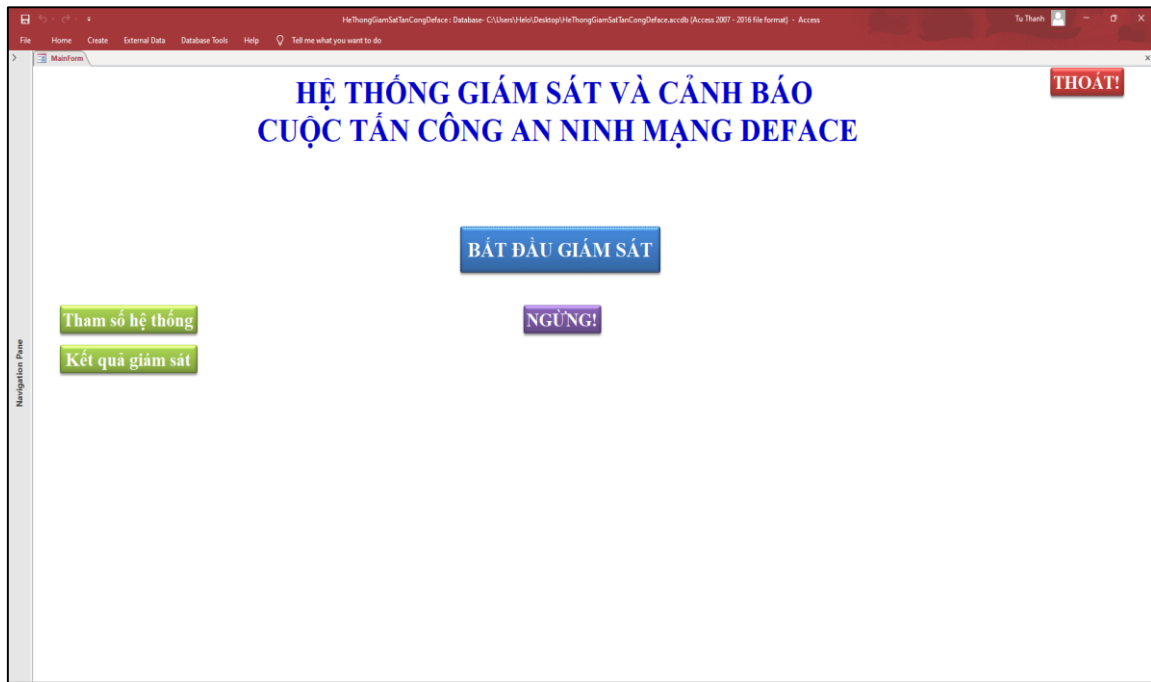 HeThongGiamSatTanCongDeface : Database- C:\Users\Helo\Desktop\HeThongGiamSatTanCongDeface.accdb (Access 2007 - 2016 file format) - Access
Tu Thanh
File Home Create External Data Database Tools Help Tell me what you want to do
MainForm
HỆ THỐNG GIÁM SÁT VÀ CẢNH BÁO
THOÁT!
CUỘC TẤN CÔNG AN NINH MẠNG DEFACE
BẮT ĐẦU GIÁM SÁT
Tham số hệ thống
NGỪNG!
Kết quả giám sát
Navigation Pane